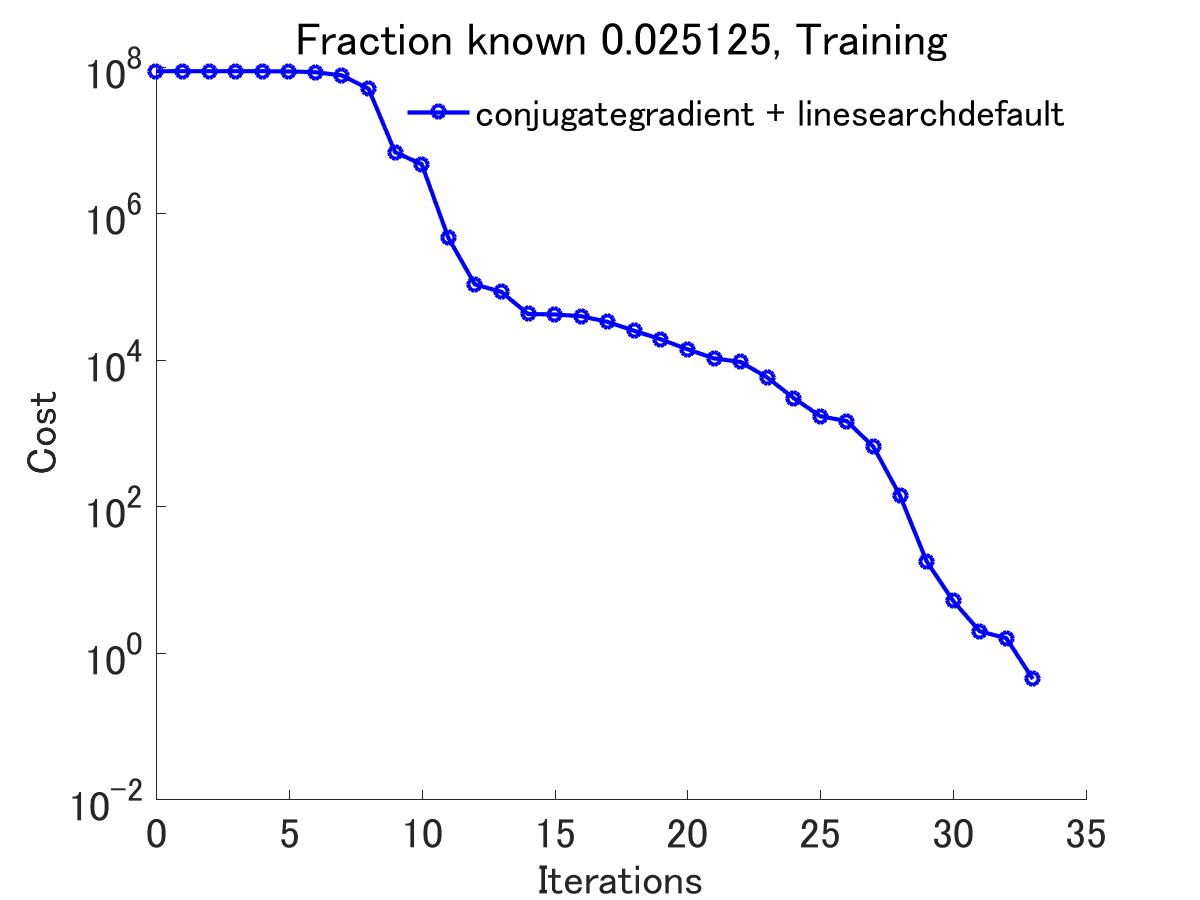 Fraction known 0.025125, Training
conjugategradient + linesearchdefault
10^8
10^6
10^4
10^2
10^0
10^-2
Cost
0 5 10 15 20 25 30 35
Iterations